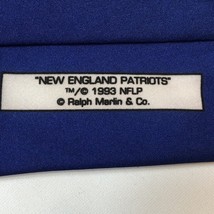 "NEW ENGLAND PATRIOTS"
™/© 1993 NFLP
© Ralph Marlin & Co.